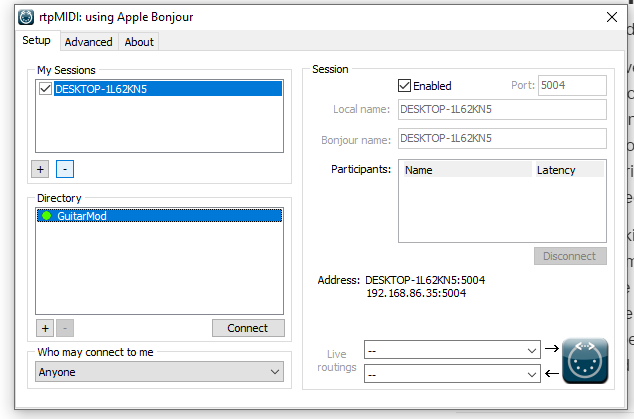 rtpMIDI: using Apple Bonjour
Setup
Advanced
About
My Sessions
DESKTOP-1L62KN5
+
-
Directory
GuitarMod
+
-
Connect
Who may connect to me
Anyone
Session
Enabled
Port: 5004
Local name: DESKTOP-1L62KN5
Bonjour name: DESKTOP-1L62KN5
Participants:
Name
Latency
Disconnect
Address: DESKTOP-1L62KN5:5004
192.168.86.35:5004
Live
routings
--
--